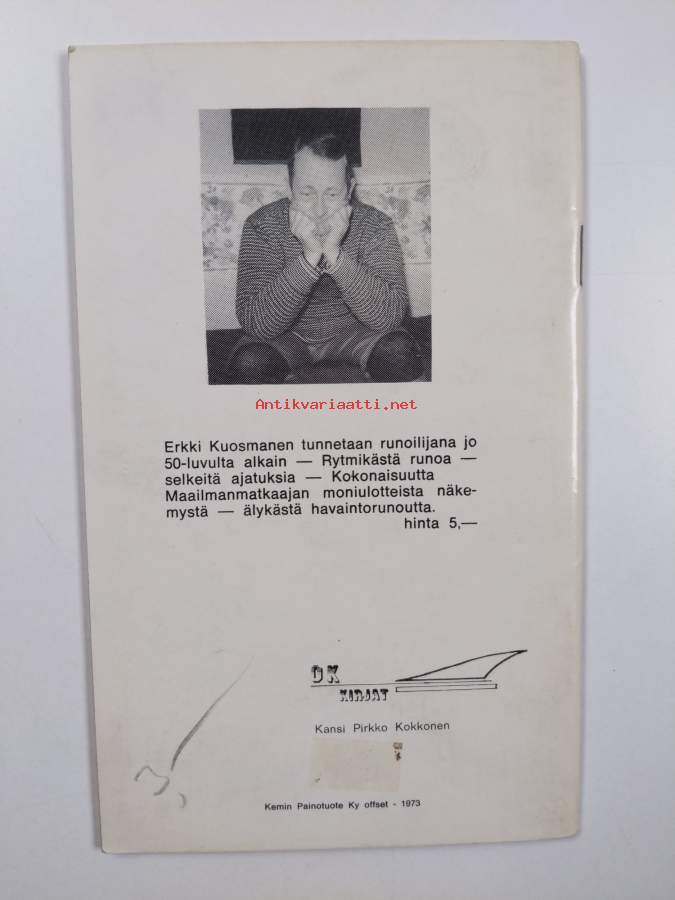 Antikvariaatti.net
Erkki Kuosmanen tunnetaan runoilijana jo
50-luvulta alkain — Rytmikästä runoa —
selkeitä ajatuksia — Kokonaisuutta
Maailmanmatkaajan moniulotteista näke-
mystä — älykästä havaintorunoutta.
hinta 5,—
OK
KIRJAT
Kansi Pirkko Kokkonen
Kemin Painotuote Ky offset - 1973